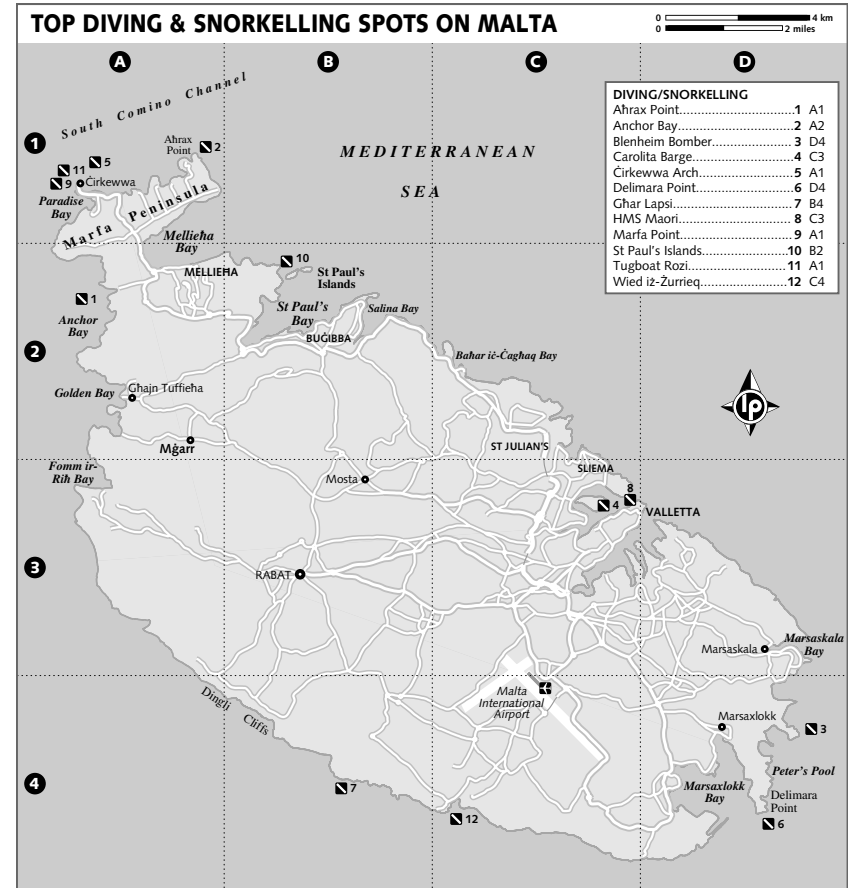 TOP DIVING & SNORKELLING SPOTS ON MALTA
0 4 km
0 2 miles
A B C D
DIVING/SNORKELLING
Aħrax Point 1 A1
Anchor Bay 2 A2
Blenheim Bomber 3 D4
Carolita Barge 4 C3
Ċirkewwa Arch 5 A1
Delimara Point 6 D4
Għar Lapsi 7 B4
HMS Maori 8 C3
Marfa Point 9 A1
St Paul's Islands 10 B2
Tugboat Rozi 11 A1
Wied iż-Żurrieq 12 C4
South Comino Channel
1
Aħrax
Point
2
5
11
9
Ċirkewwa
Paradise
Bay
Marfa Peninsula
MEDITERRANEAN
SEA
Mellieħa
Bay
MELLIEĦA
10
St Paul's
Islands
1
Anchor
Bay
St Paul's
Bay
Salina Bay
BUĠIBBA
2
Baħar iċ-Ċagħaq Bay
Golden Bay
Għajn Tuffieħa
lp
Mġarr
ST JULIAN'S
Fomm ir-
Riħ Bay
Mosta
SLIEMA
8
4
VALLETTA
3
RABAT
Marsaskala
Marsaskala
Bay
Dingli Cliffs
Malta
International
Airport
Marsaxlokk
3
4
7
Marsaxlokk
Bay
Peter's Pool
Delimara
Point
12
6